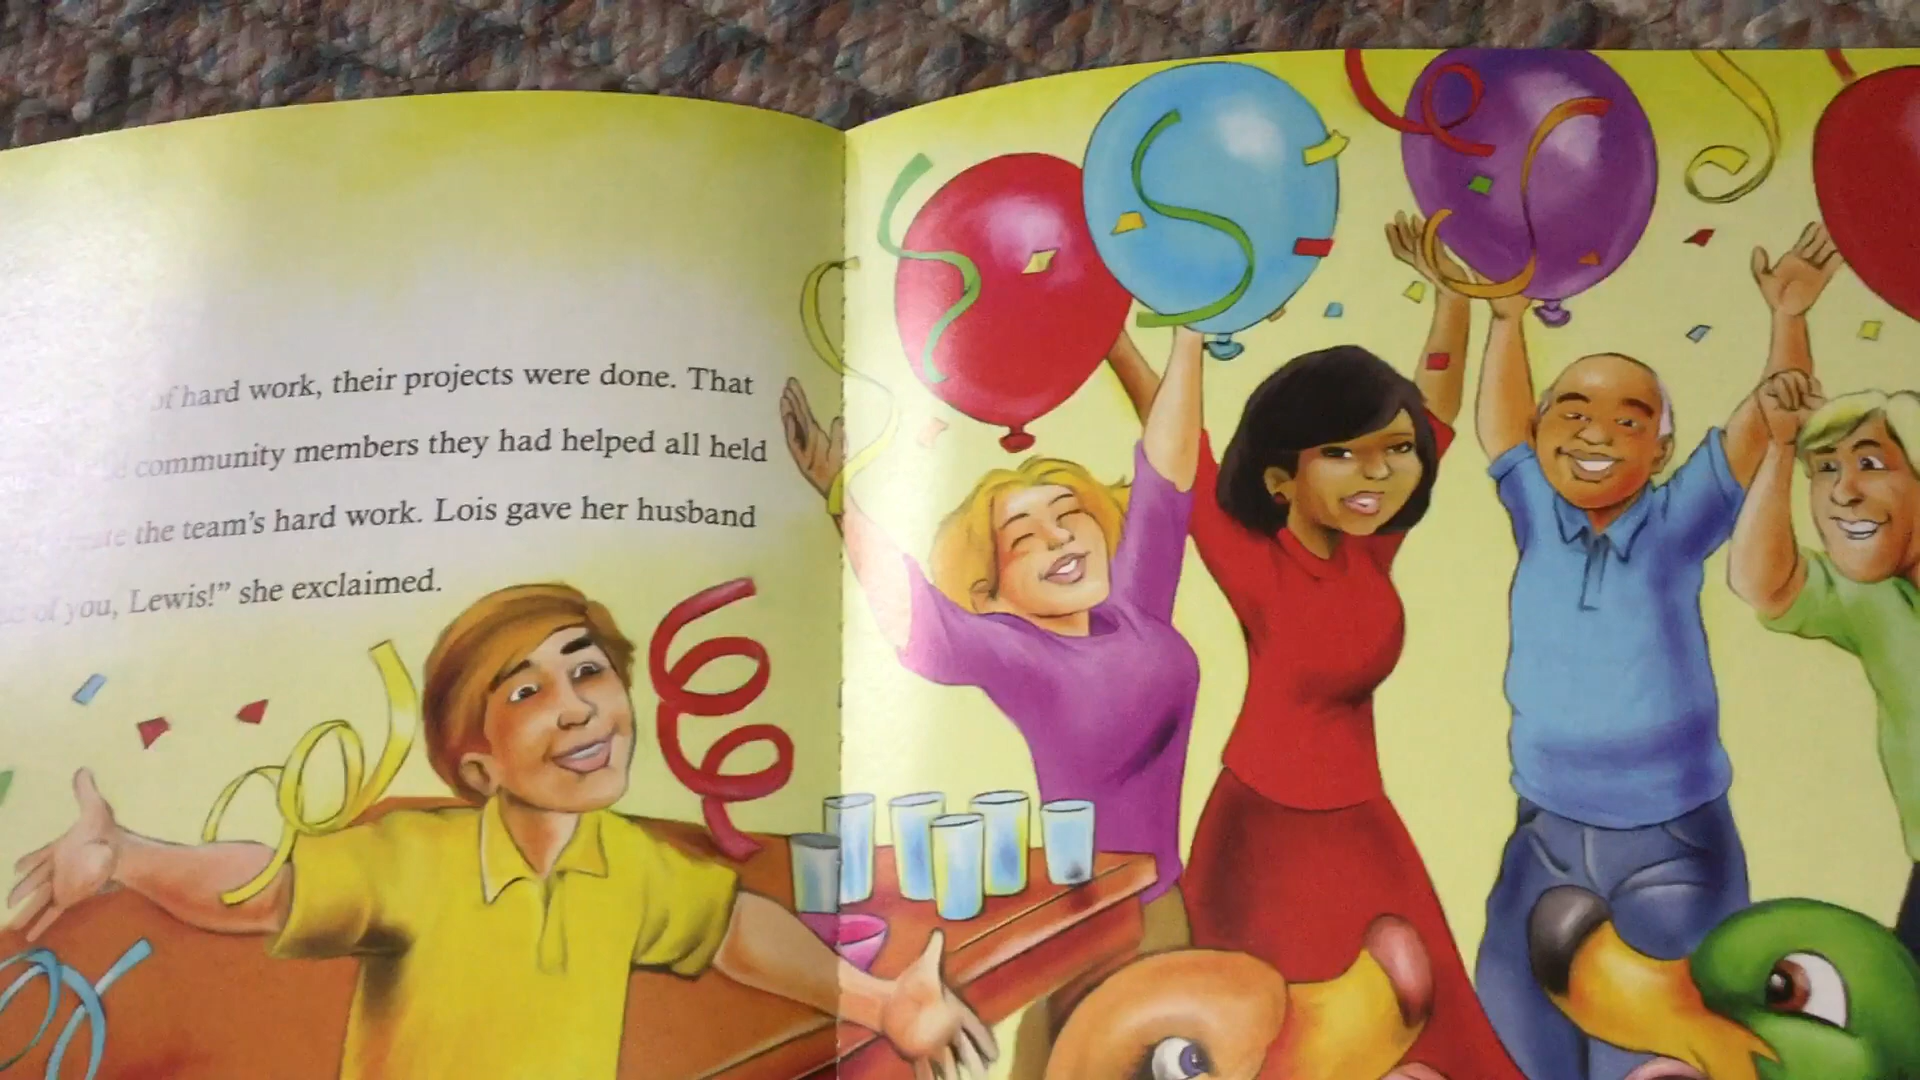 of hard work, their projects were done. That
community members they had helped all held
the team's hard work. Lois gave her husband
of you, Lewis!” she exclaimed.